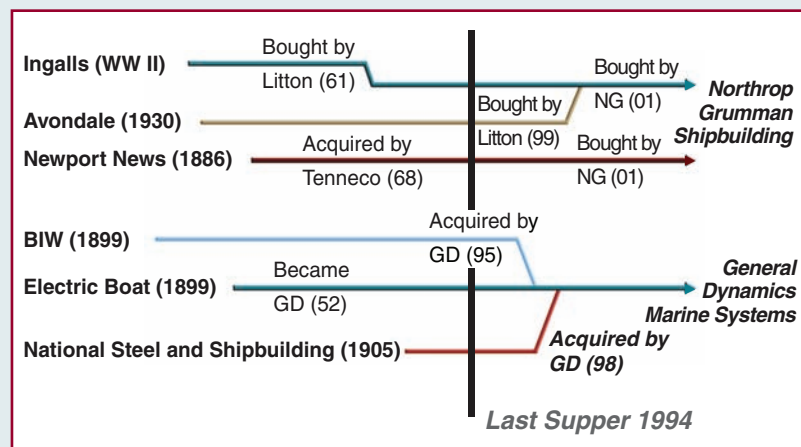 Ingalls (WW II)
Bought by
Litton (61)
Bought by
NG (01)
Northrop
Grumman
Shipbuilding
Avondale (1930)
Bought by
Litton (99)
Newport News (1886)
Acquired by
Tenneco (68)
Bought by
NG (01)
BIW (1899)
Acquired by
GD (95)
Electric Boat (1899)
Became
GD (52)
General
Dynamics
Marine Systems
National Steel and Shipbuilding (1905)
Acquired by
GD (98)
Last Supper 1994